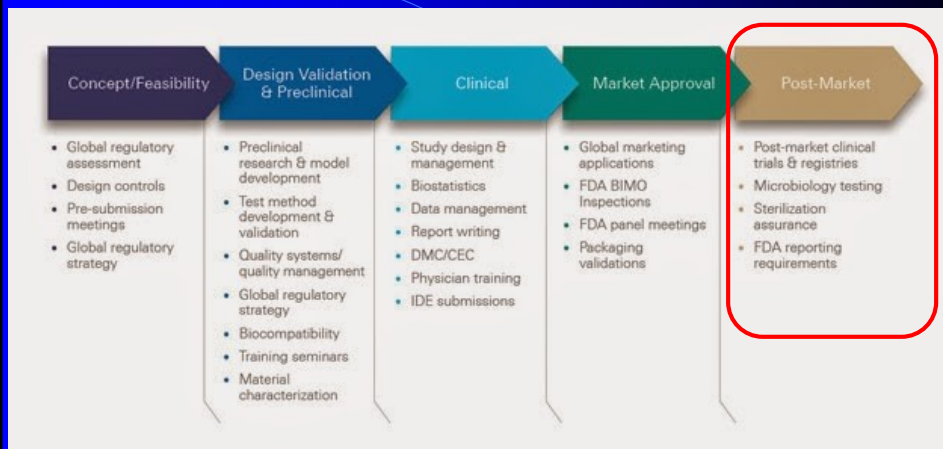 Concept/Feasibility
• Global regulatory
assessment
• Design controls
• Pre-submission
meetings
• Global regulatory
strategy
Design Validation
& Preclinical
• Preclinical
research & model
development
• Test method
development &
validation
• Quality systems/
quality management
• Global regulatory
strategy
• Biocompatibility
• Training seminars
• Material
characterization
Clinical
• Study design &
management
• Biostatistics
• Data management
• Report writing
• DMC/CEC
• Physician training
• IDE submissions
Market Approval
• Global marketing
applications
• FDA BIMO
Inspections
• FDA panel meetings
• Packaging
validations
Post-Market
• Post-market clinical
trials & registries
• Microbiology testing
• Sterilization
assurance
• FDA reporting
requirements